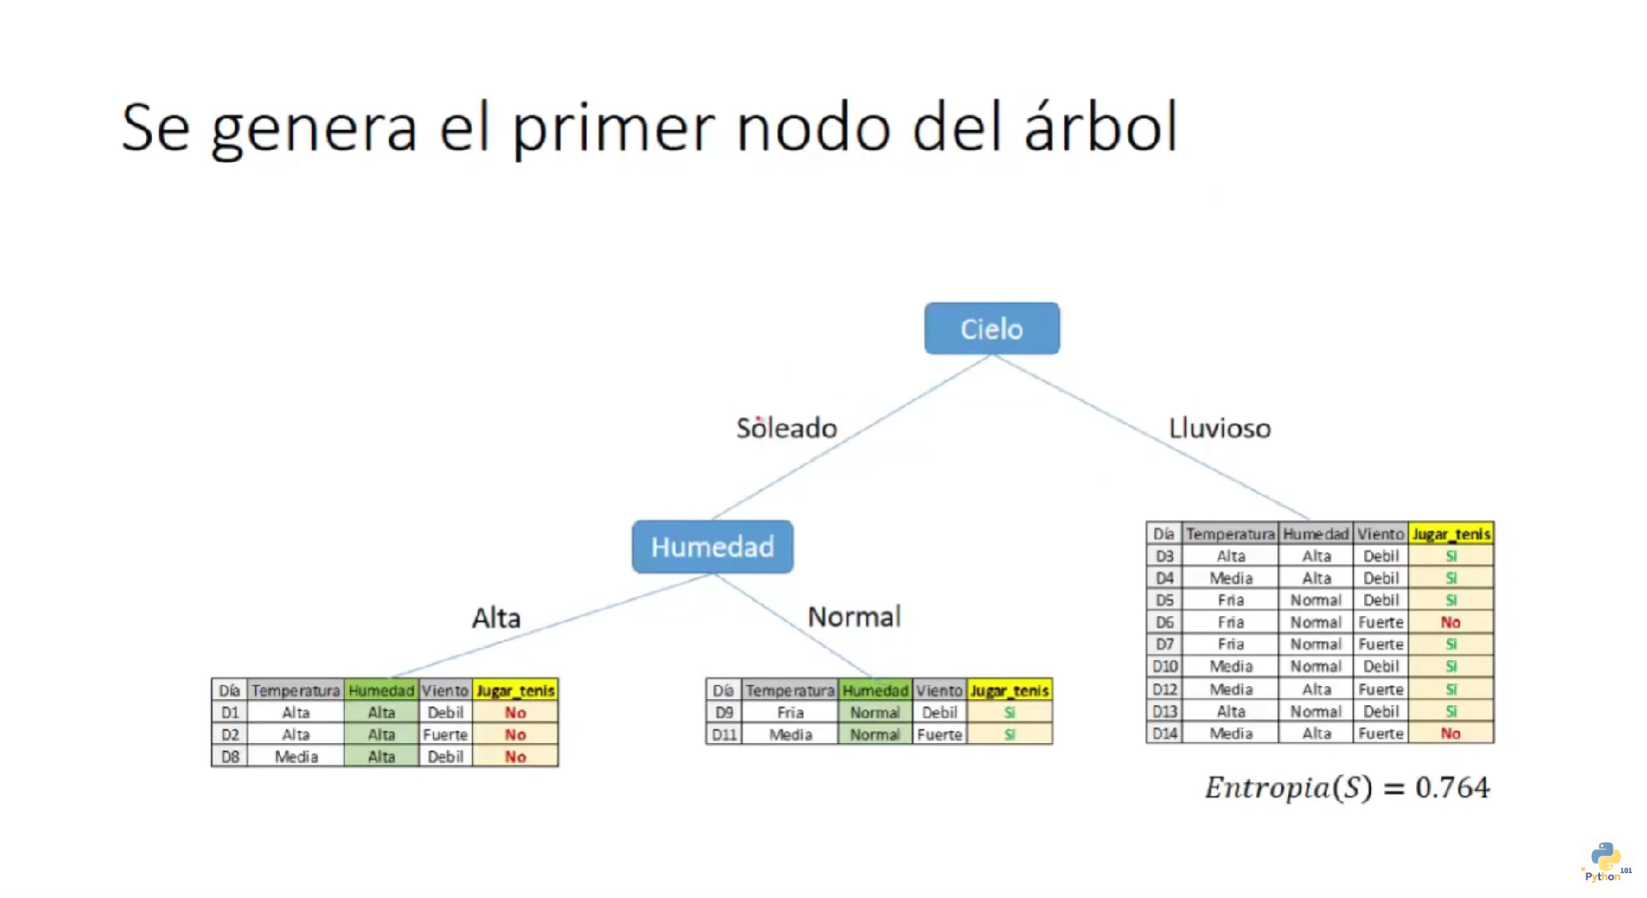 Se genera el primer nodo del árbol
Cielo
Soleado
Lluvioso
Humedad
Alta
Normal
Día Temperatura Humedad Viento Jugar_tenis
D3 Alta Alta Debil Si
D4 Media Alta Debil Si
D5 Fria Normal Debil Si
D6 Fria Normal Fuerte No
D7 Fria Normal Fuerte Si
D10 Media Normal Debil Si
D12 Media Alta Fuerte Si
D13 Alta Normal Debil Si
D14 Media Alta Fuerte No
Día Temperatura Humedad Viento Jugar_tenis
D1 Alta Alta Debil No
D2 Alta Alta Fuerte No
D8 Media Alta Debil No
Día Temperatura Humedad Viento Jugar_tenis
D9 Fria Normal Debil Si
D11 Media Normal Fuerte Si
Entropia(S) = 0.764
Python 101